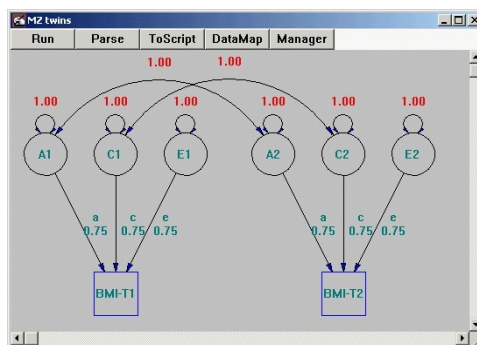 MZ twins
Run Parse ToScript DataMap Manager
1.00 1.00
1.00 1.00 1.00 1.00 1.00 1.00
A1 C1 E1 A2 C2 E2
a c e a c e
0.75 0.75 0.75 0.75 0.75 0.75
BMI-T1 BMI-T2